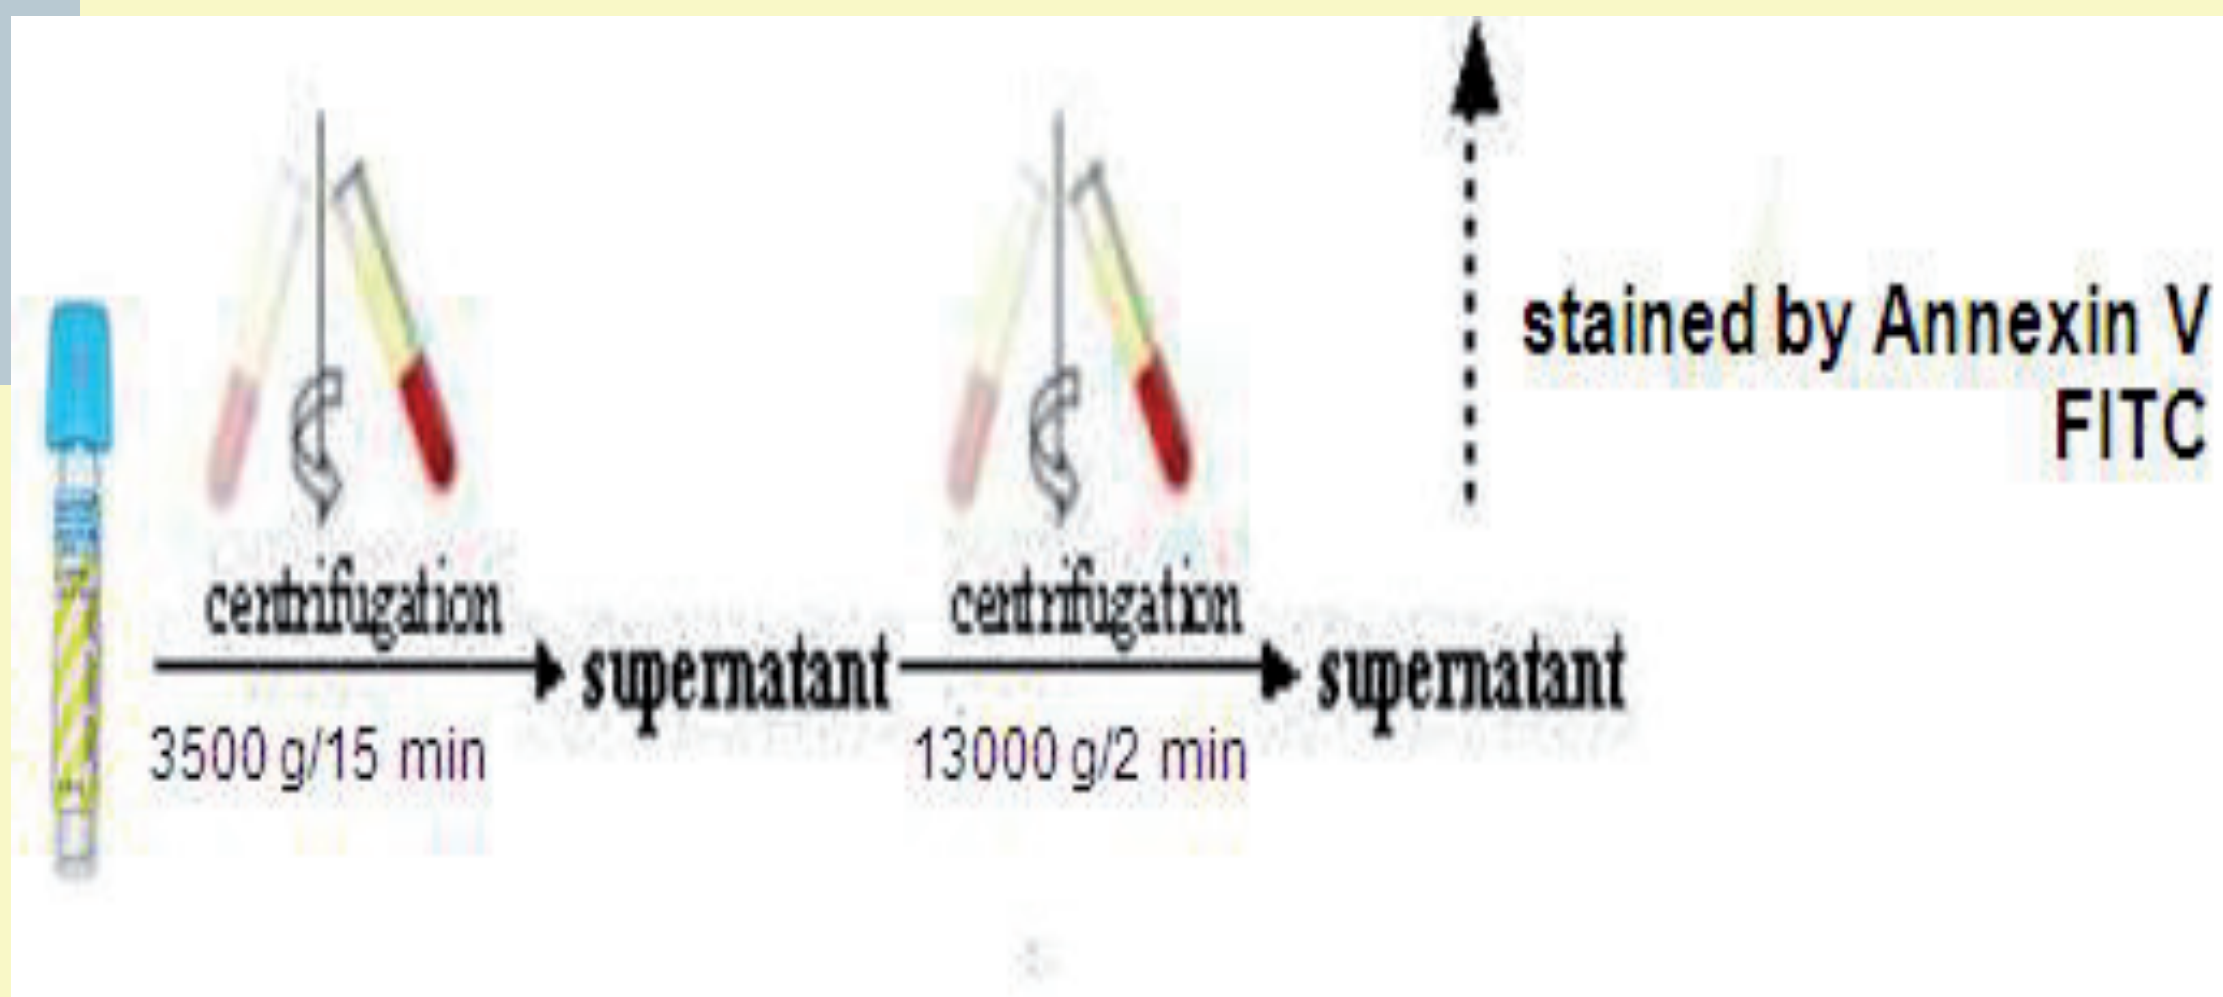 stained by Annexin V
FITC
centrifugation
centrifugation
supernatant
supernatant
3500 g/15 min
13000 g/2 min